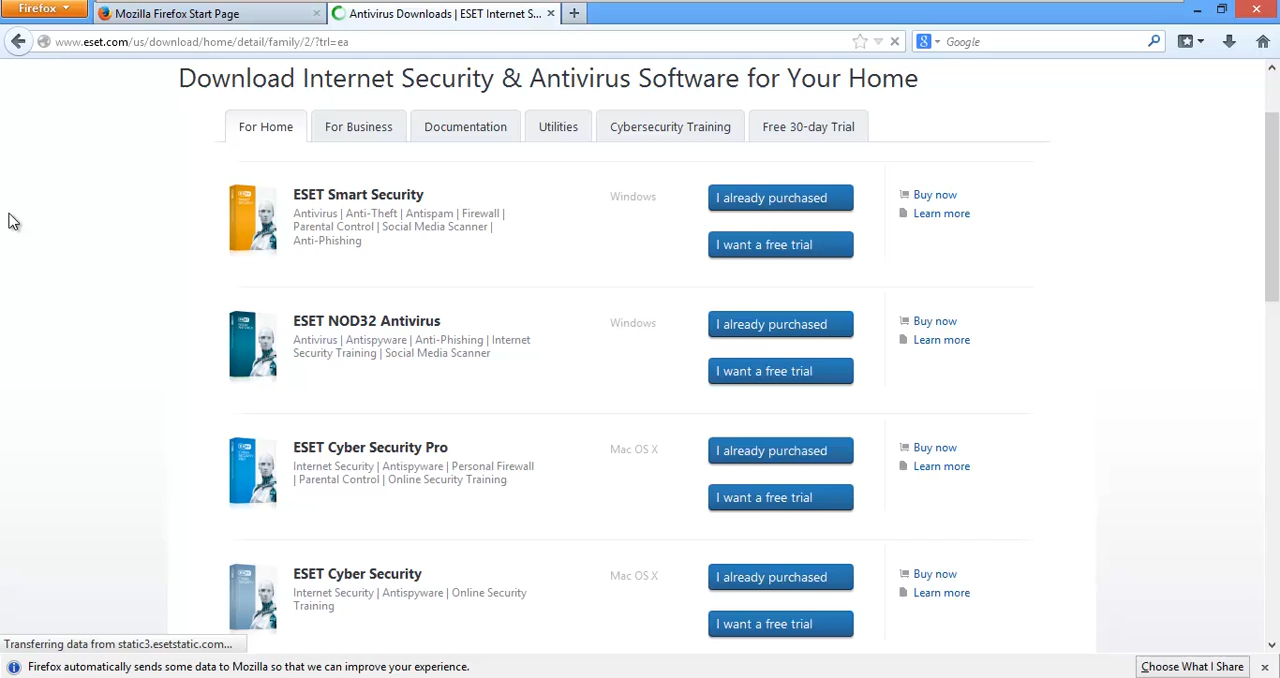 Firefox
Mozilla Firefox Start Page
Antivirus Downloads | ESET Internet S...
www.eset.com/us/download/home/detail/family/2/?trl=ea
Google
Download Internet Security & Antivirus Software for Your Home
For Home
For Business
Documentation
Utilities
Cybersecurity Training
Free 30-day Trial
ESET Smart Security
Antivirus | Anti-Theft | Antispam | Firewall |
Parental Control | Social Media Scanner |
Anti-Phishing
Windows
I already purchased
I want a free trial
Buy now
Learn more
ESET NOD32 Antivirus
Antivirus | Antispyware | Anti-Phishing | Internet
Security Training | Social Media Scanner
Windows
I already purchased
I want a free trial
Buy now
Learn more
ESET Cyber Security Pro
Internet Security | Antispyware | Personal Firewall
| Parental Control | Online Security Training
Mac OS X
I already purchased
I want a free trial
Buy now
Learn more
ESET Cyber Security
Internet Security | Antispyware | Online Security
Training
Mac OS X
I already purchased
I want a free trial
Buy now
Learn more
Transferring data from static3.esetstatic.com...
Firefox automatically sends some data to Mozilla so that we can improve your experience.
Choose What I Share